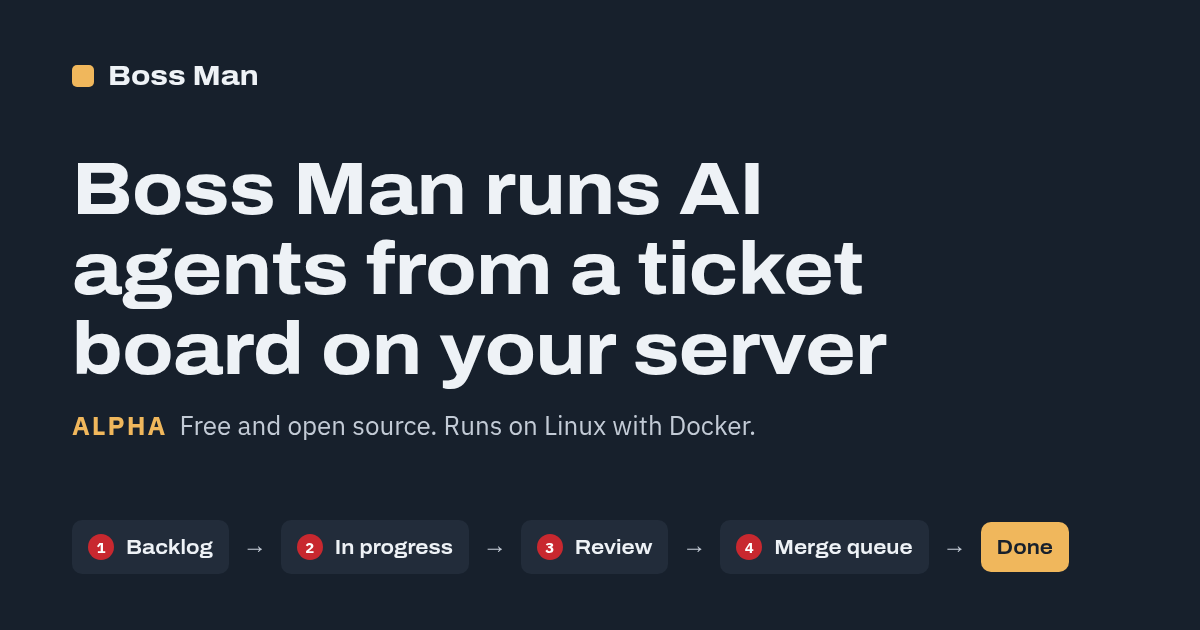 Boss Man
Boss Man runs AI
agents from a ticket
board on your server
ALPHA Free and open source. Runs on Linux with Docker.
1 Backlog → 2 In progress → 3 Review → 4 Merge queue → Done